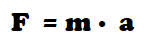 F = m · a